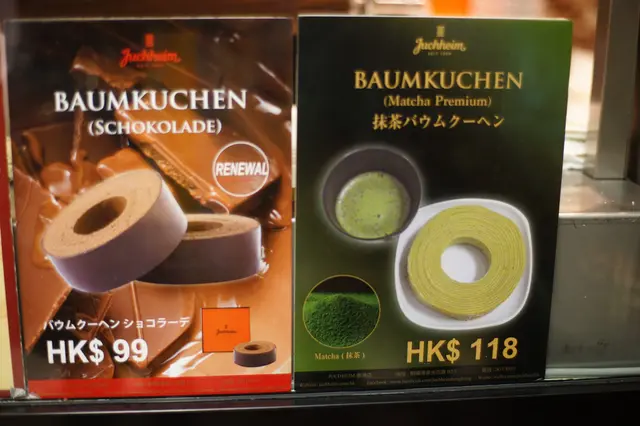 Juchheim
BAUMKUCHEN
(SCHOKOLADE)
RENEWAL
バウムクーヘン ショコラーデ
Juchheim
HK$ 99
Juchheim
BAUMKUCHEN
(Matcha Premium)
抹茶バウムクーヘン
Matcha (抹茶)
HK$ 118